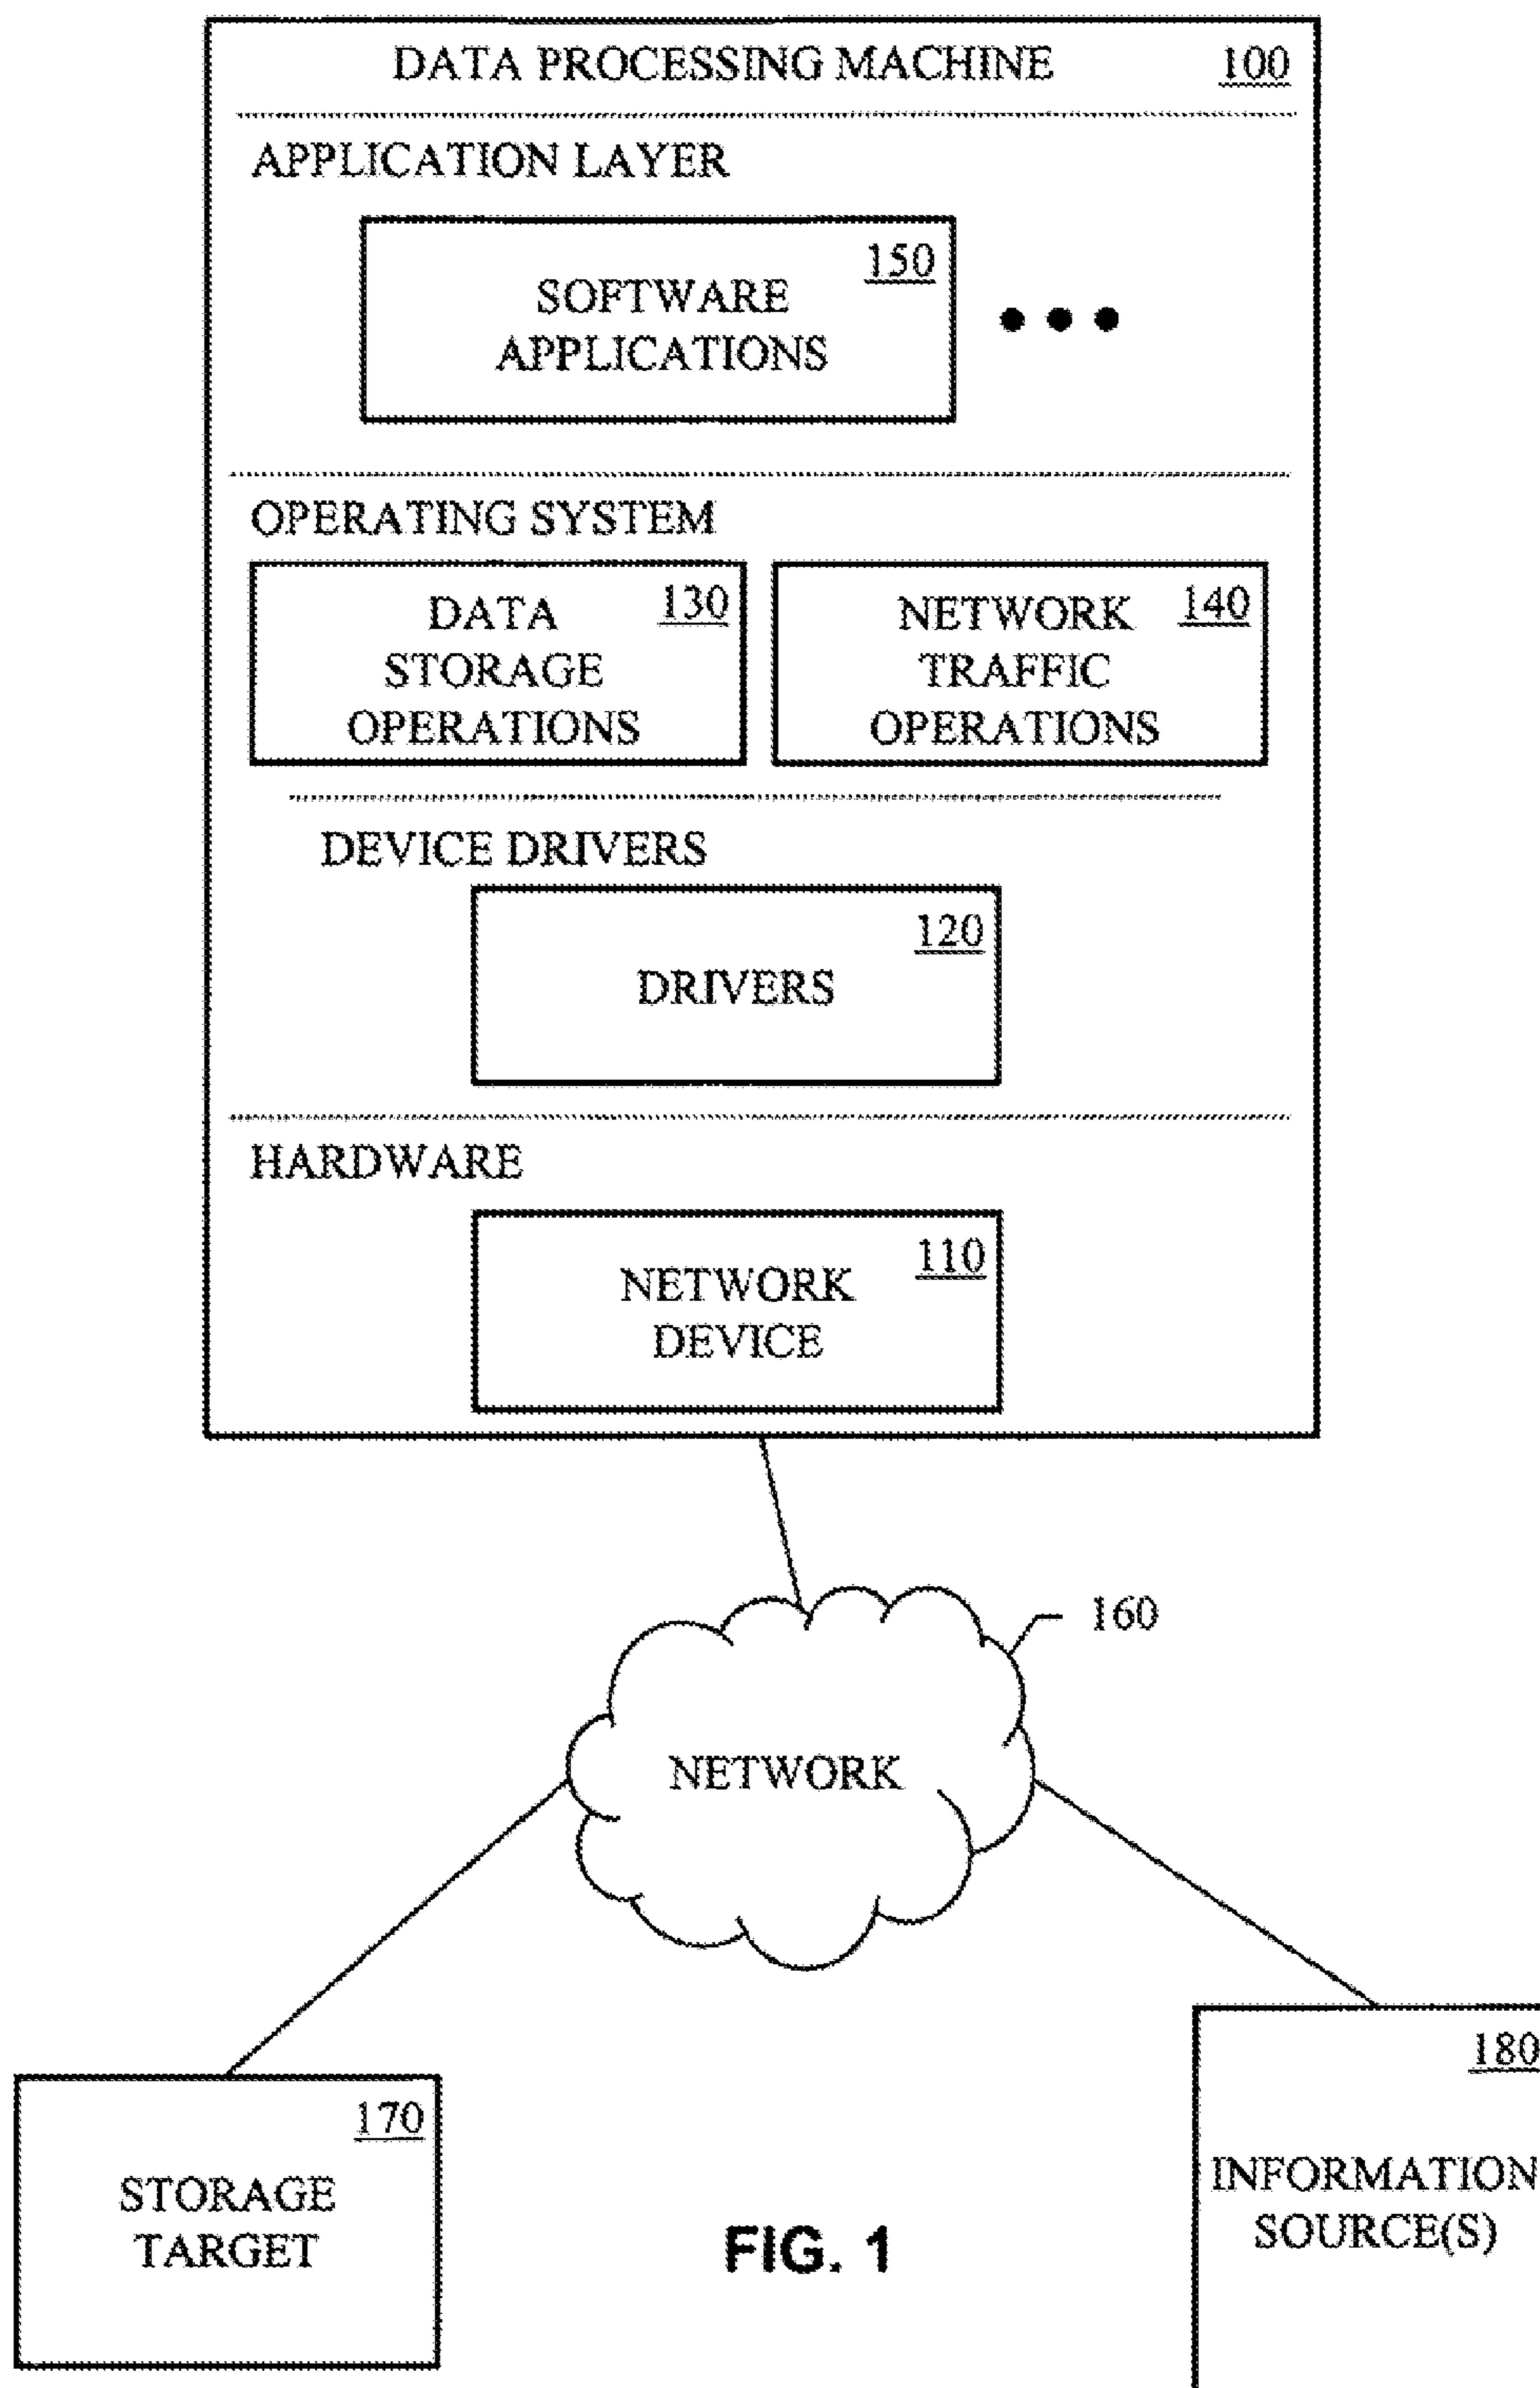 DATA PROCESSING MACHINE 100
APPLICATION LAYER
150
SOFTWARE
APPLICATIONS
OPERATING SYSTEM
130
DATA
STORAGE
OPERATIONS
140
NETWORK
TRAFFIC
OPERATIONS
DEVICE DRIVERS
120
DRIVERS
HARDWARE
110
NETWORK
DEVICE
160
NETWORK
170
STORAGE
TARGET
180
INFORMATION
SOURCE(S)
FIG. 1